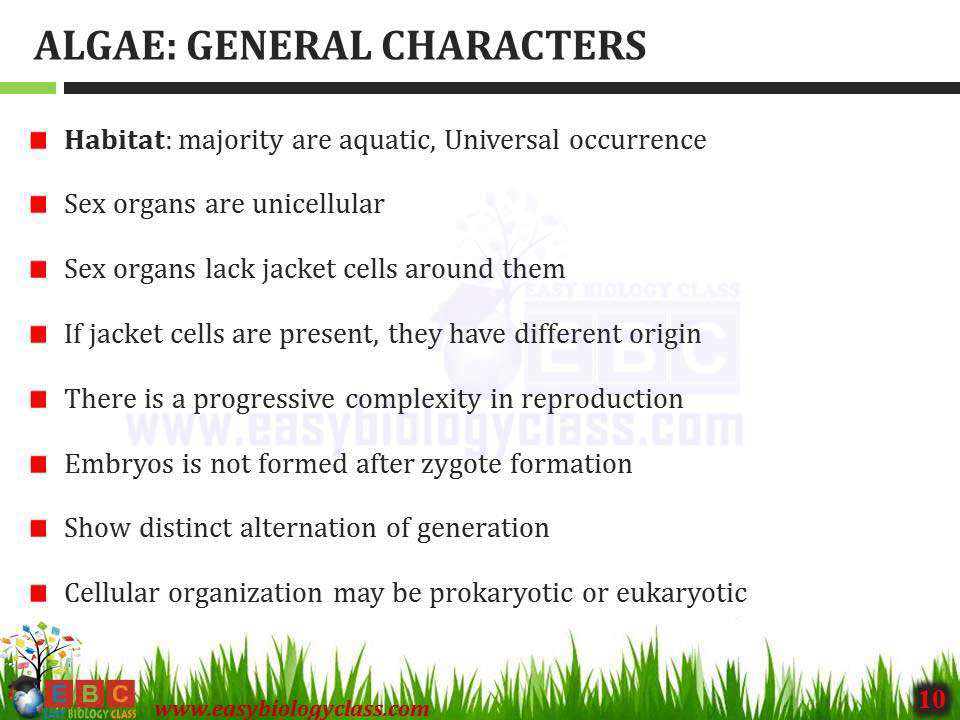 ALGAE: GENERAL CHARACTERS
Habitat: majority are aquatic, Universal occurrence
Sex organs are unicellular
Sex organs lack jacket cells around them
If jacket cells are present, they have different origin
There is a progressive complexity in reproduction
Embryos is not formed after zygote formation
Show distinct alternation of generation
Cellular organization may be prokaryotic or eukaryotic
EASY BIOLOGY CLASS
EBC
www.easybiologyclass.com
EBC
EASY BIOLOGY CLASS
www.easybiologyclass.com
10